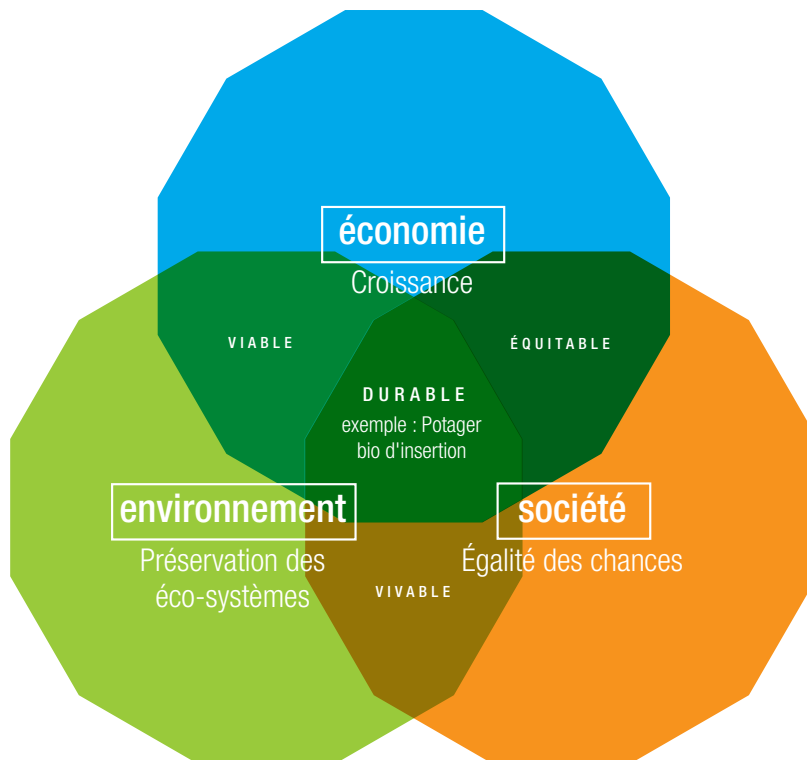 économie
Croissance
VIABLE
ÉQUITABLE
DURABLE
exemple : Potager
bio d'insertion
environnement
Préservation des
éco-systèmes
société
Égalité des chances
VIVABLE